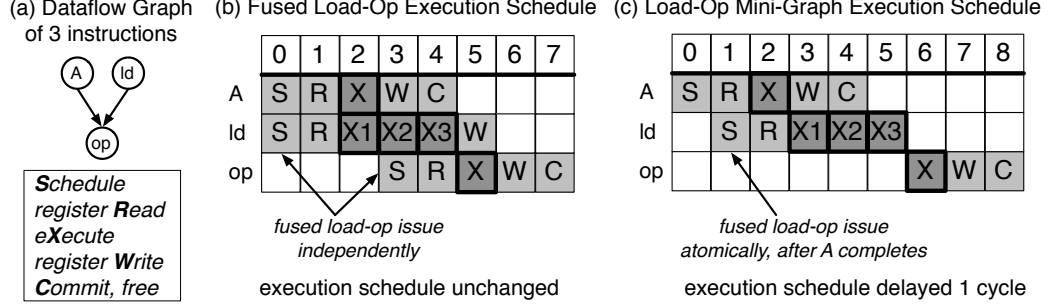 (a) Dataflow Graph
of 3 instructions
A ld
op
Schedule
register Read
eXecute
register Write
Commit, free
(b) Fused Load-Op Execution Schedule
0 1 2 3 4 5 6 7
A S R X W C
ld S R X1 X2 X3 W
op S R X W C
fused load-op issue
independently
execution schedule unchanged
(c) Load-Op Mini-Graph Execution Schedule
0 1 2 3 4 5 6 7 8
A S R X W C
ld S R X1 X2 X3
op X W C
fused load-op issue
atomically, after A completes
execution schedule delayed 1 cycle